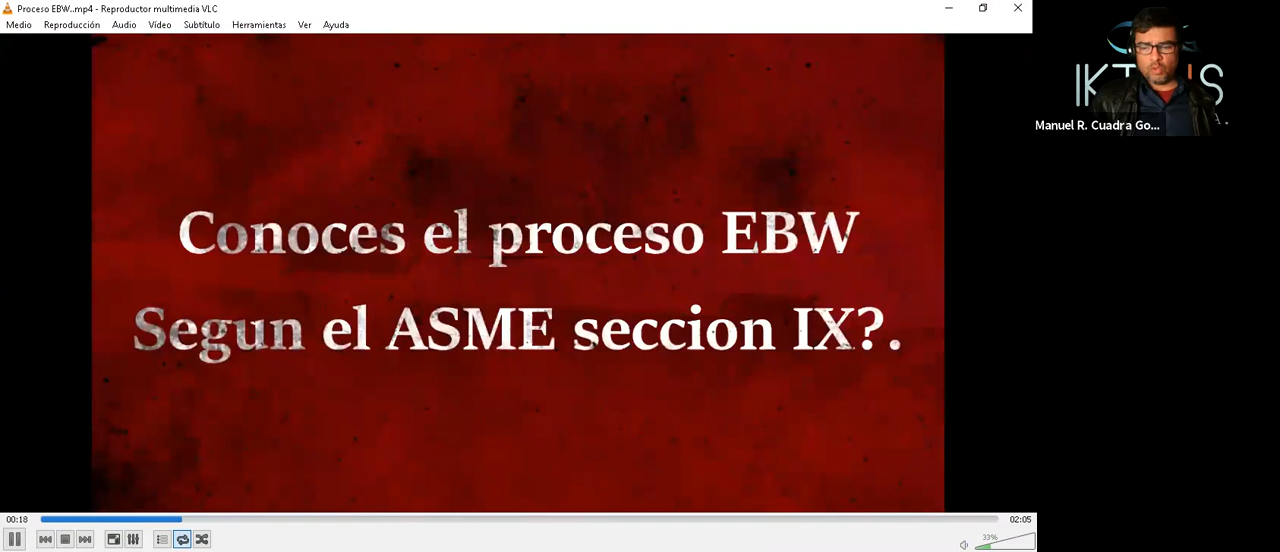 Proceso EBW..mp4 - Reproductor multimedia VLC
Medio Reproducción Audio Vídeo Subtítulo Herramientas Ver Ayuda
Conoces el proceso EBW
Segun el ASME seccion IX?.
Manuel R. Cuadra Go...
00:18
02:05
33%